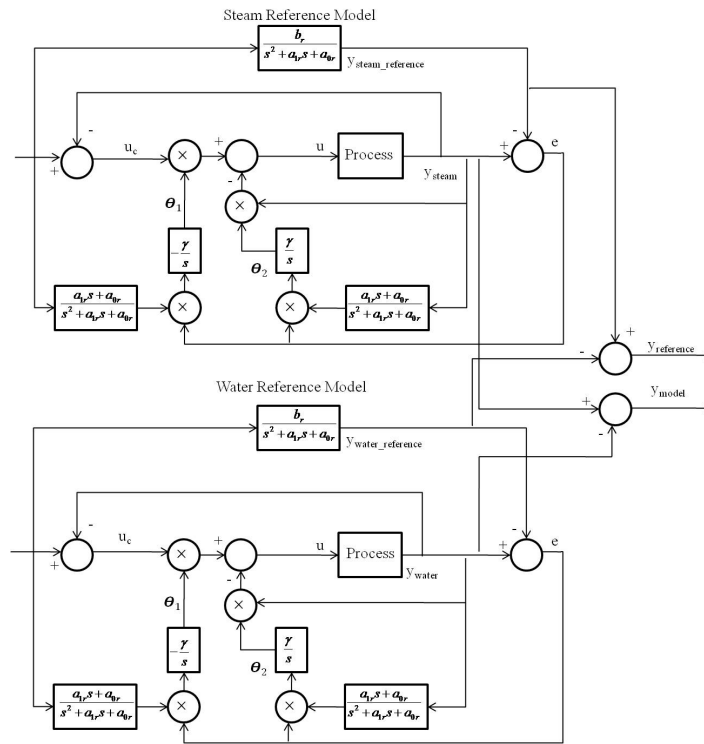 Steam Reference Model
b_r
s² + a_1r s + a_0r
y_steam_reference
-
-
+
u_c
×
+
u
Process
+
e
y_steam
-
×
θ_1
θ_2
-γ/s
γ/s
a_1r s + a_0r
s² + a_1r s + a_0r
×
×
a_1r s + a_0r
s² + a_1r s + a_0r
+
-
y_reference
+
y_model
-
Water Reference Model
b_r
s² + a_1r s + a_0r
y_water_reference
-
-
+
u_c
×
+
u
Process
+
e
y_water
-
×
θ_1
θ_2
-γ/s
γ/s
a_1r s + a_0r
s² + a_1r s + a_0r
×
×
a_1r s + a_0r
s² + a_1r s + a_0r